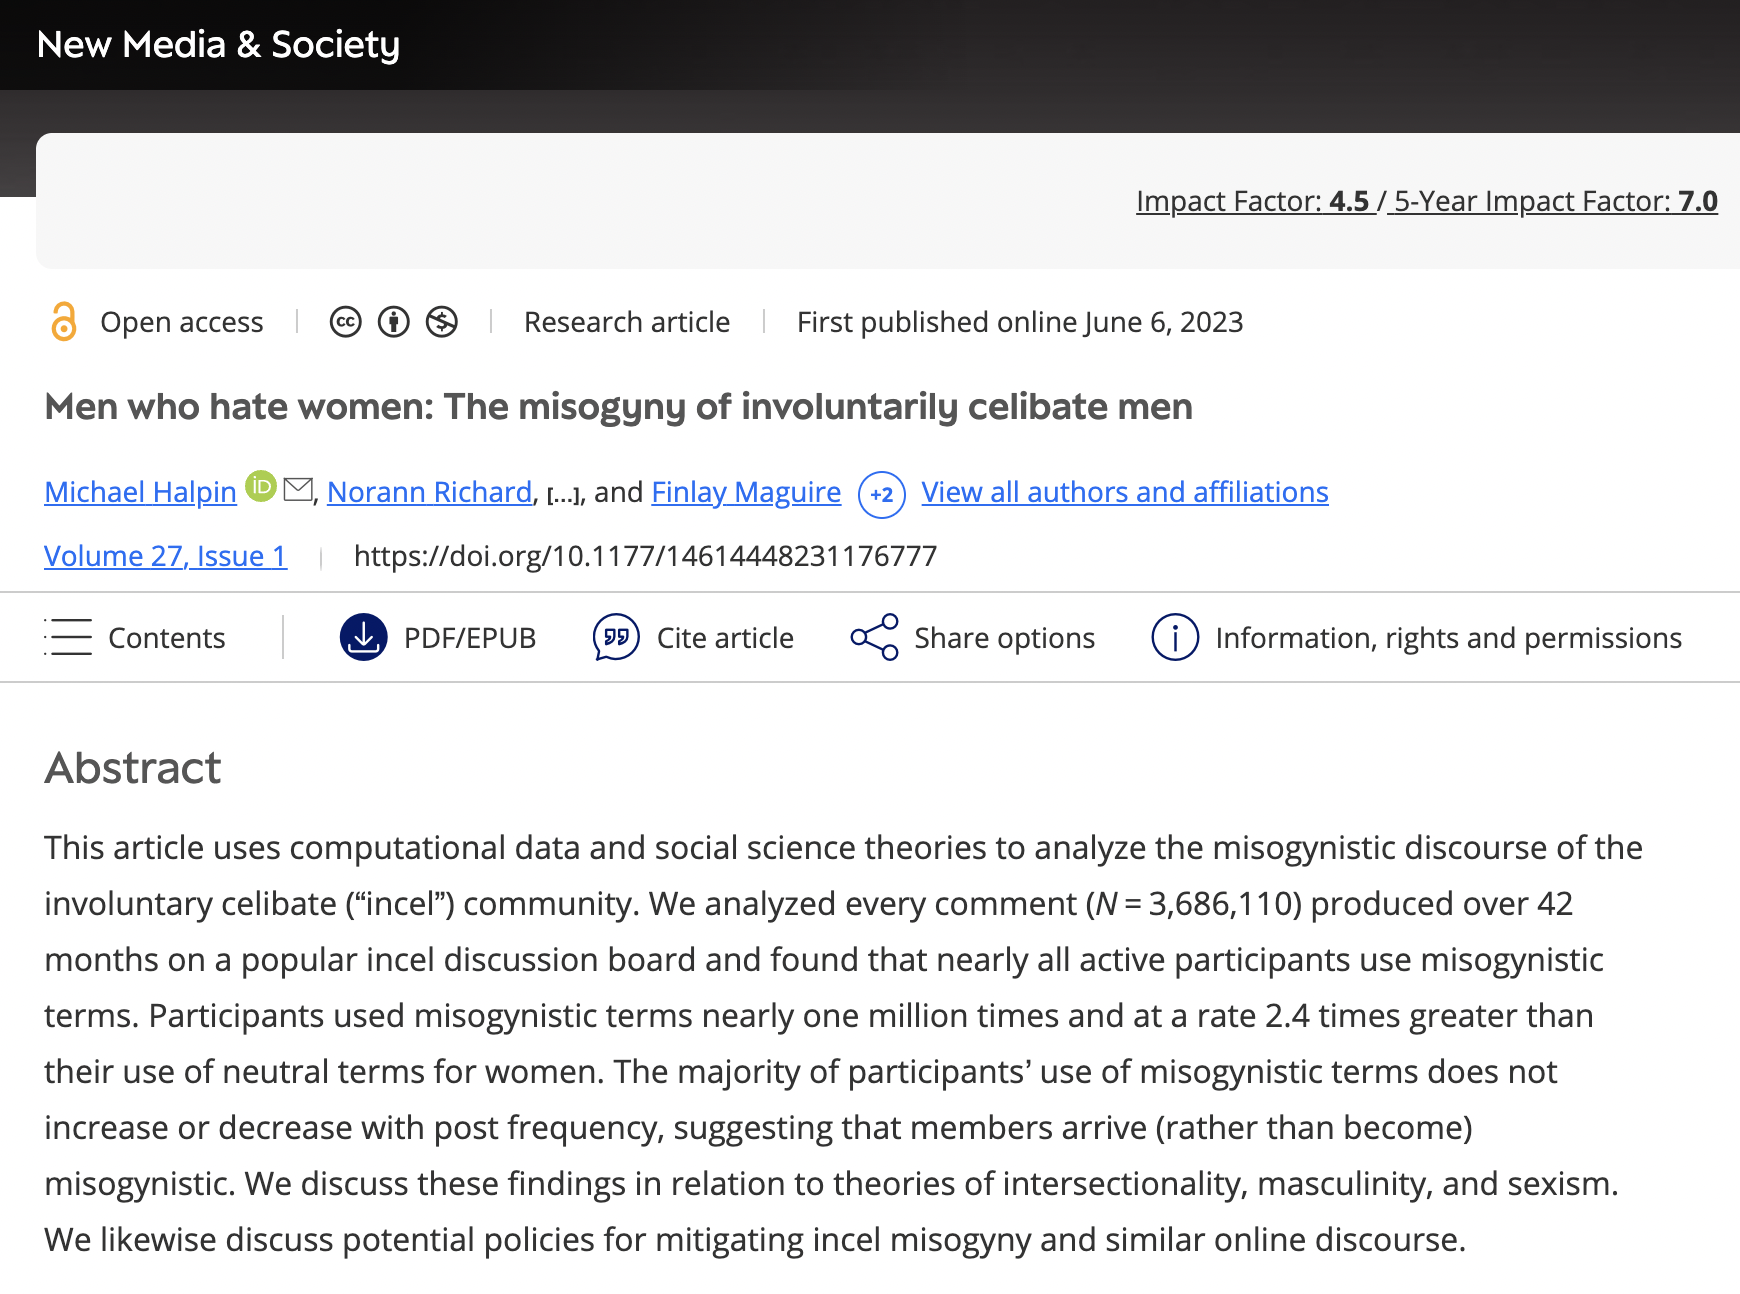 New Media & Society
Impact Factor: 4.5 / 5-Year Impact Factor: 7.0
Open access | cc | Research article | First published online June 6, 2023
Men who hate women: The misogyny of involuntarily celibate men
Michael Halpin iD, Norann Richard, [...], and Finlay Maguire +2 View all authors and affiliations
Volume 27, Issue 1 | https://doi.org/10.1177/14614448231176777
Contents | PDF/EPUB Cite article Share options Information, rights and permissions
Abstract
This article uses computational data and social science theories to analyze the misogynistic discourse of the
involuntary celibate (“incel”) community. We analyzed every comment (N = 3,686,110) produced over 42
months on a popular incel discussion board and found that nearly all active participants use misogynistic
terms. Participants used misogynistic terms nearly one million times and at a rate 2.4 times greater than
their use of neutral terms for women. The majority of participants’ use of misogynistic terms does not
increase or decrease with post frequency, suggesting that members arrive (rather than become)
misogynistic. We discuss these findings in relation to theories of intersectionality, masculinity, and sexism.
We likewise discuss potential policies for mitigating incel misogyny and similar online discourse.